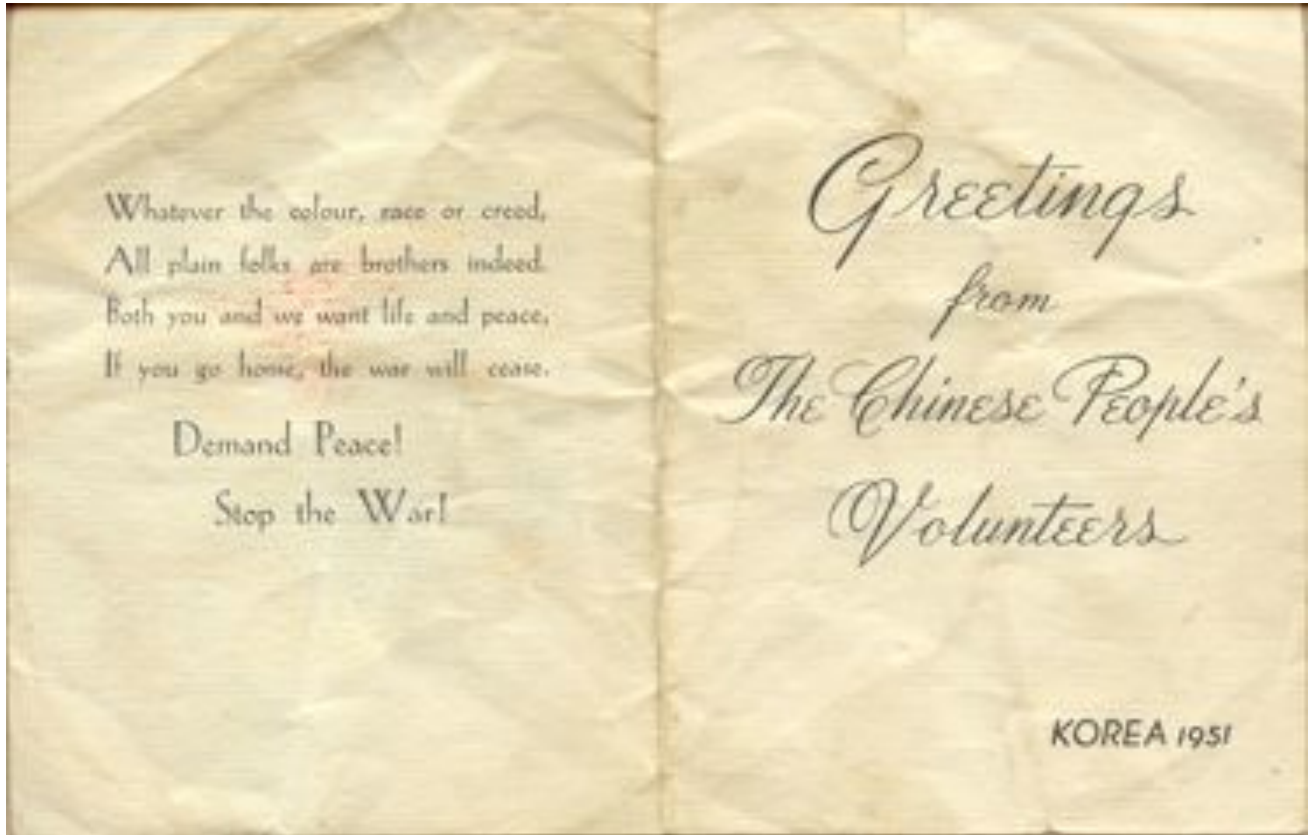 Whatever the colour, race or creed,
All plain folks are brothers indeed.
Both you and we want life and peace,
If you go home, the war will cease.
Demand Peace!
Stop the War!
Greetings
from
The Chinese People's
Volunteers
KOREA 1951